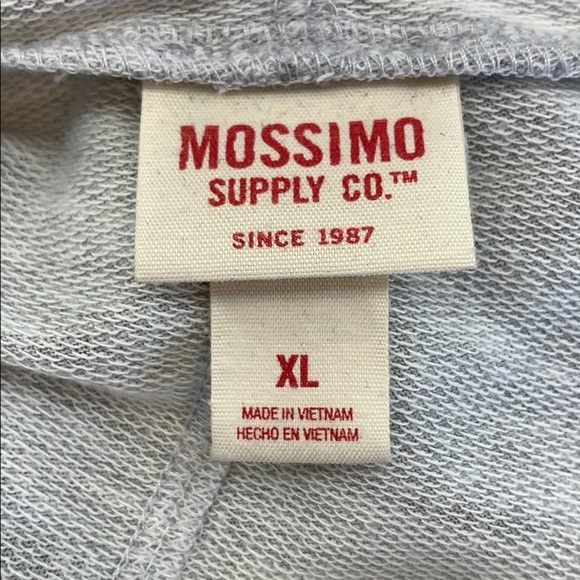 MOSSIMO
SUPPLY CO.™
SINCE 1987
XL
MADE IN VIETNAM
HECHO EN VIETNAM